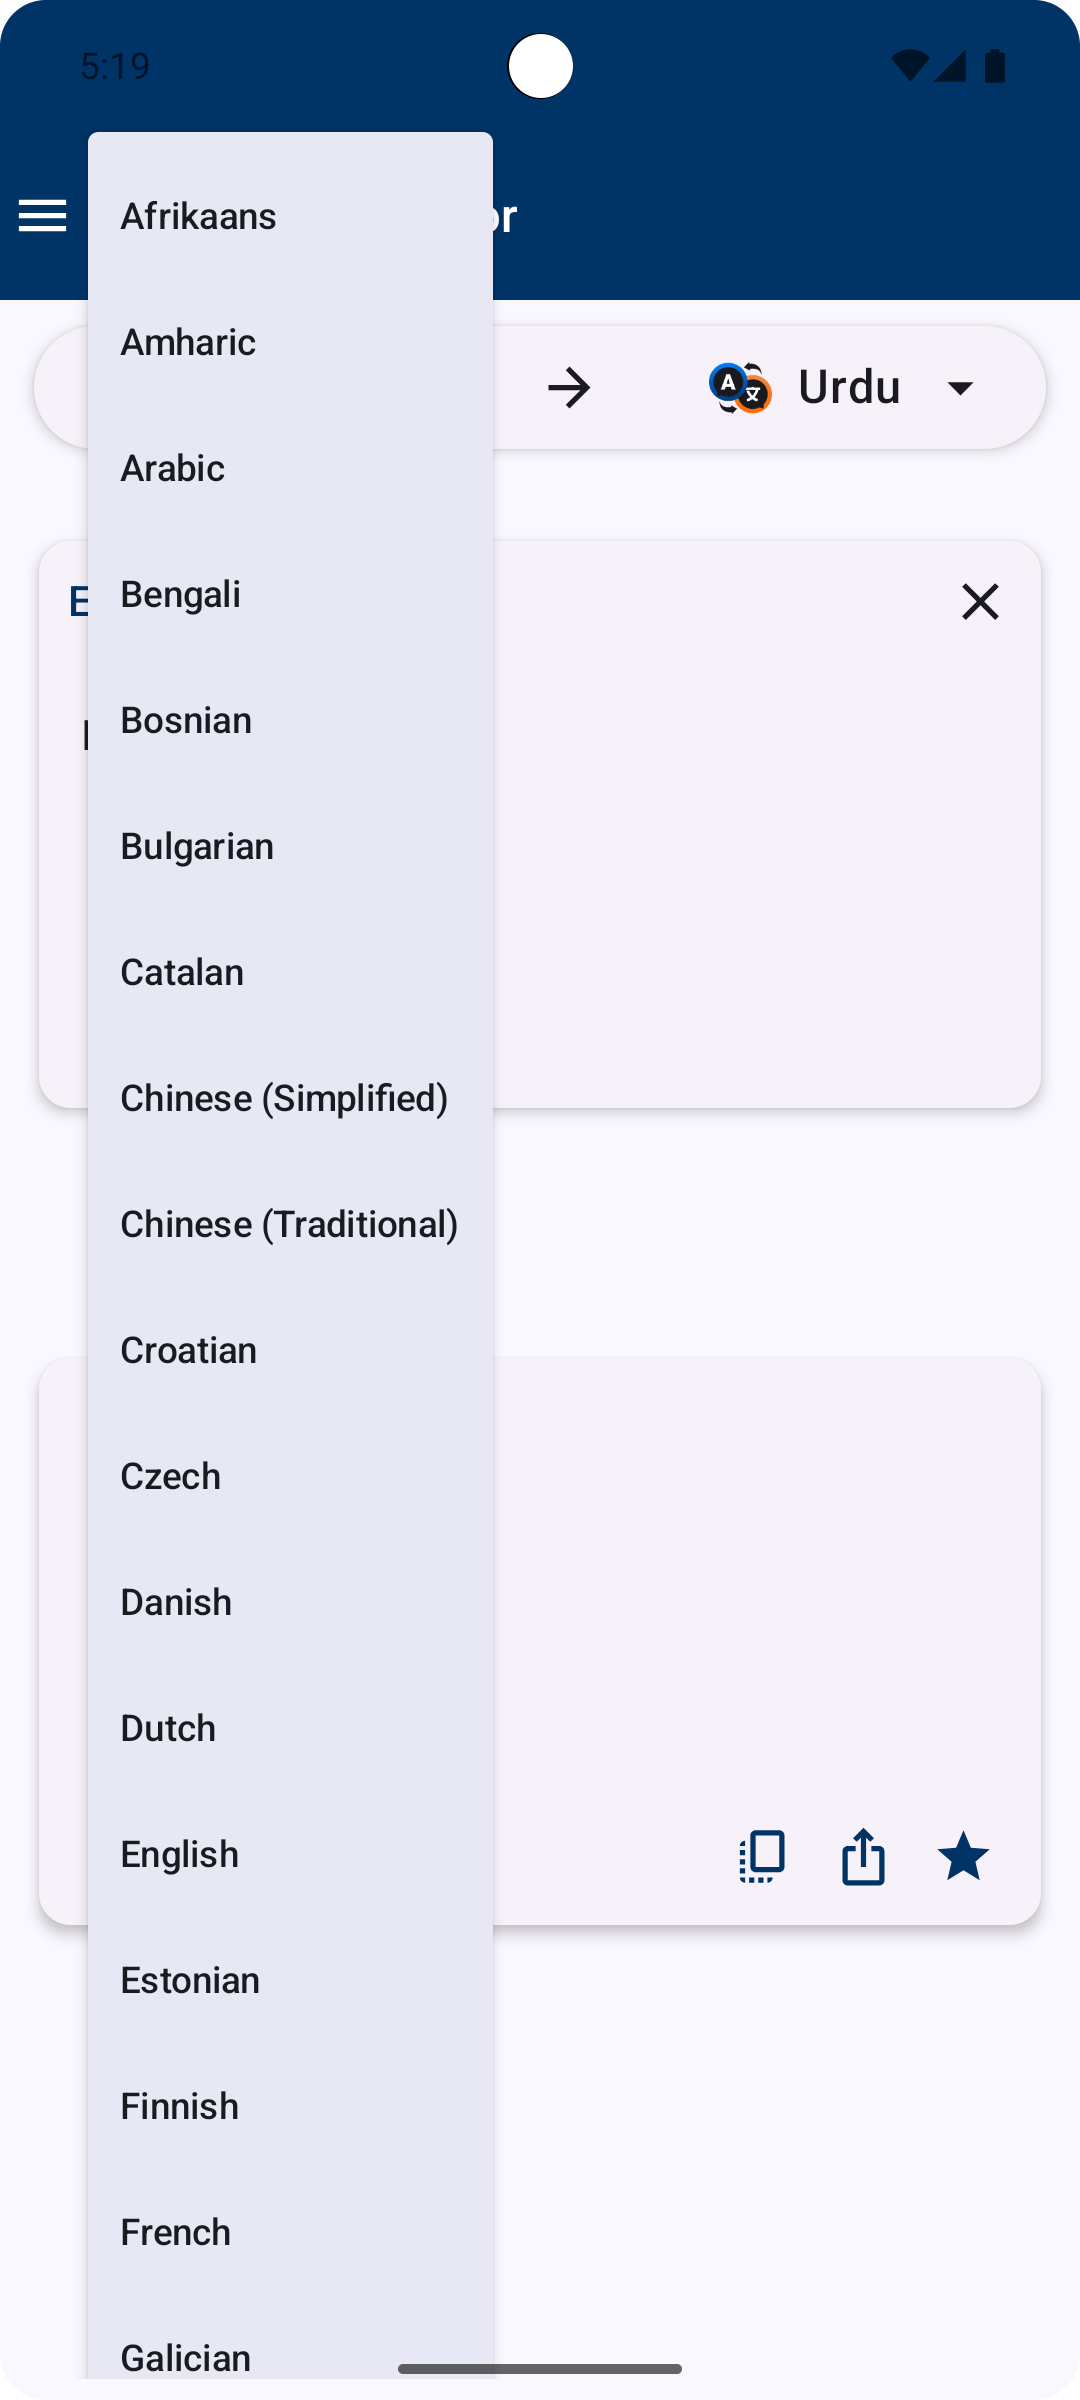 5:19
Afrikaans
Amharic
Arabic
Urdu
Bengali
Bosnian
Bulgarian
Catalan
Chinese (Simplified)
Chinese (Traditional)
Croatian
Czech
Danish
Dutch
English
Estonian
Finnish
French
Galician